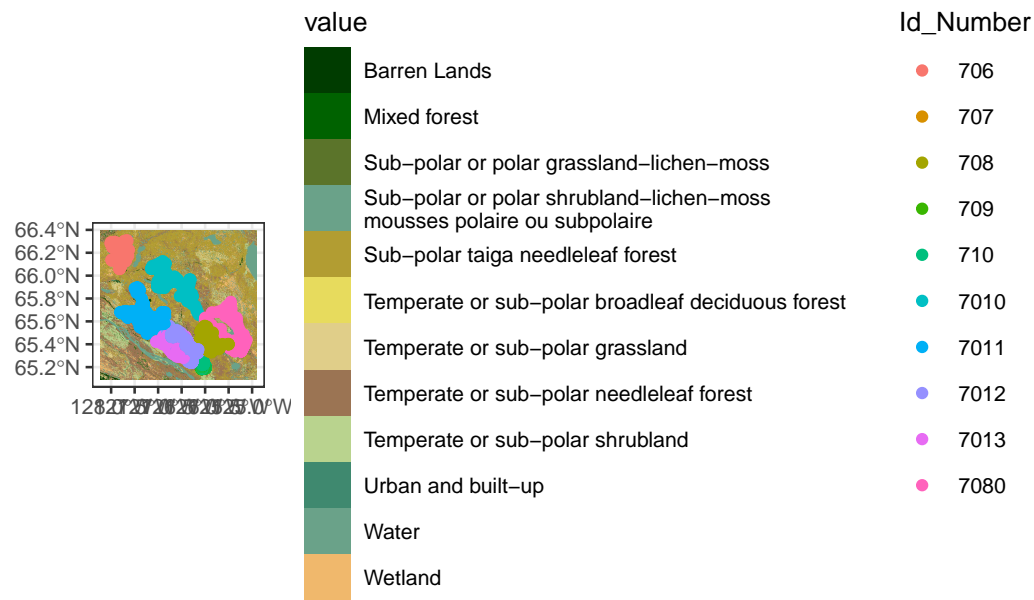 value
Barren Lands
Mixed forest
Sub−polar or polar grassland−lichen−moss
Sub−polar or polar shrubland−lichen−moss
mousses polaire ou subpolaire
Sub−polar taiga needleleaf forest
Temperate or sub−polar broadleaf deciduous forest
Temperate or sub−polar grassland
Temperate or sub−polar needleleaf forest
Temperate or sub−polar shrubland
Urban and built−up
Water
Wetland
Id_Number
706
707
708
709
710
7010
7011
7012
7013
7080
66.4°N
66.2°N
66.0°N
65.8°N
65.6°N
65.4°N
65.2°N